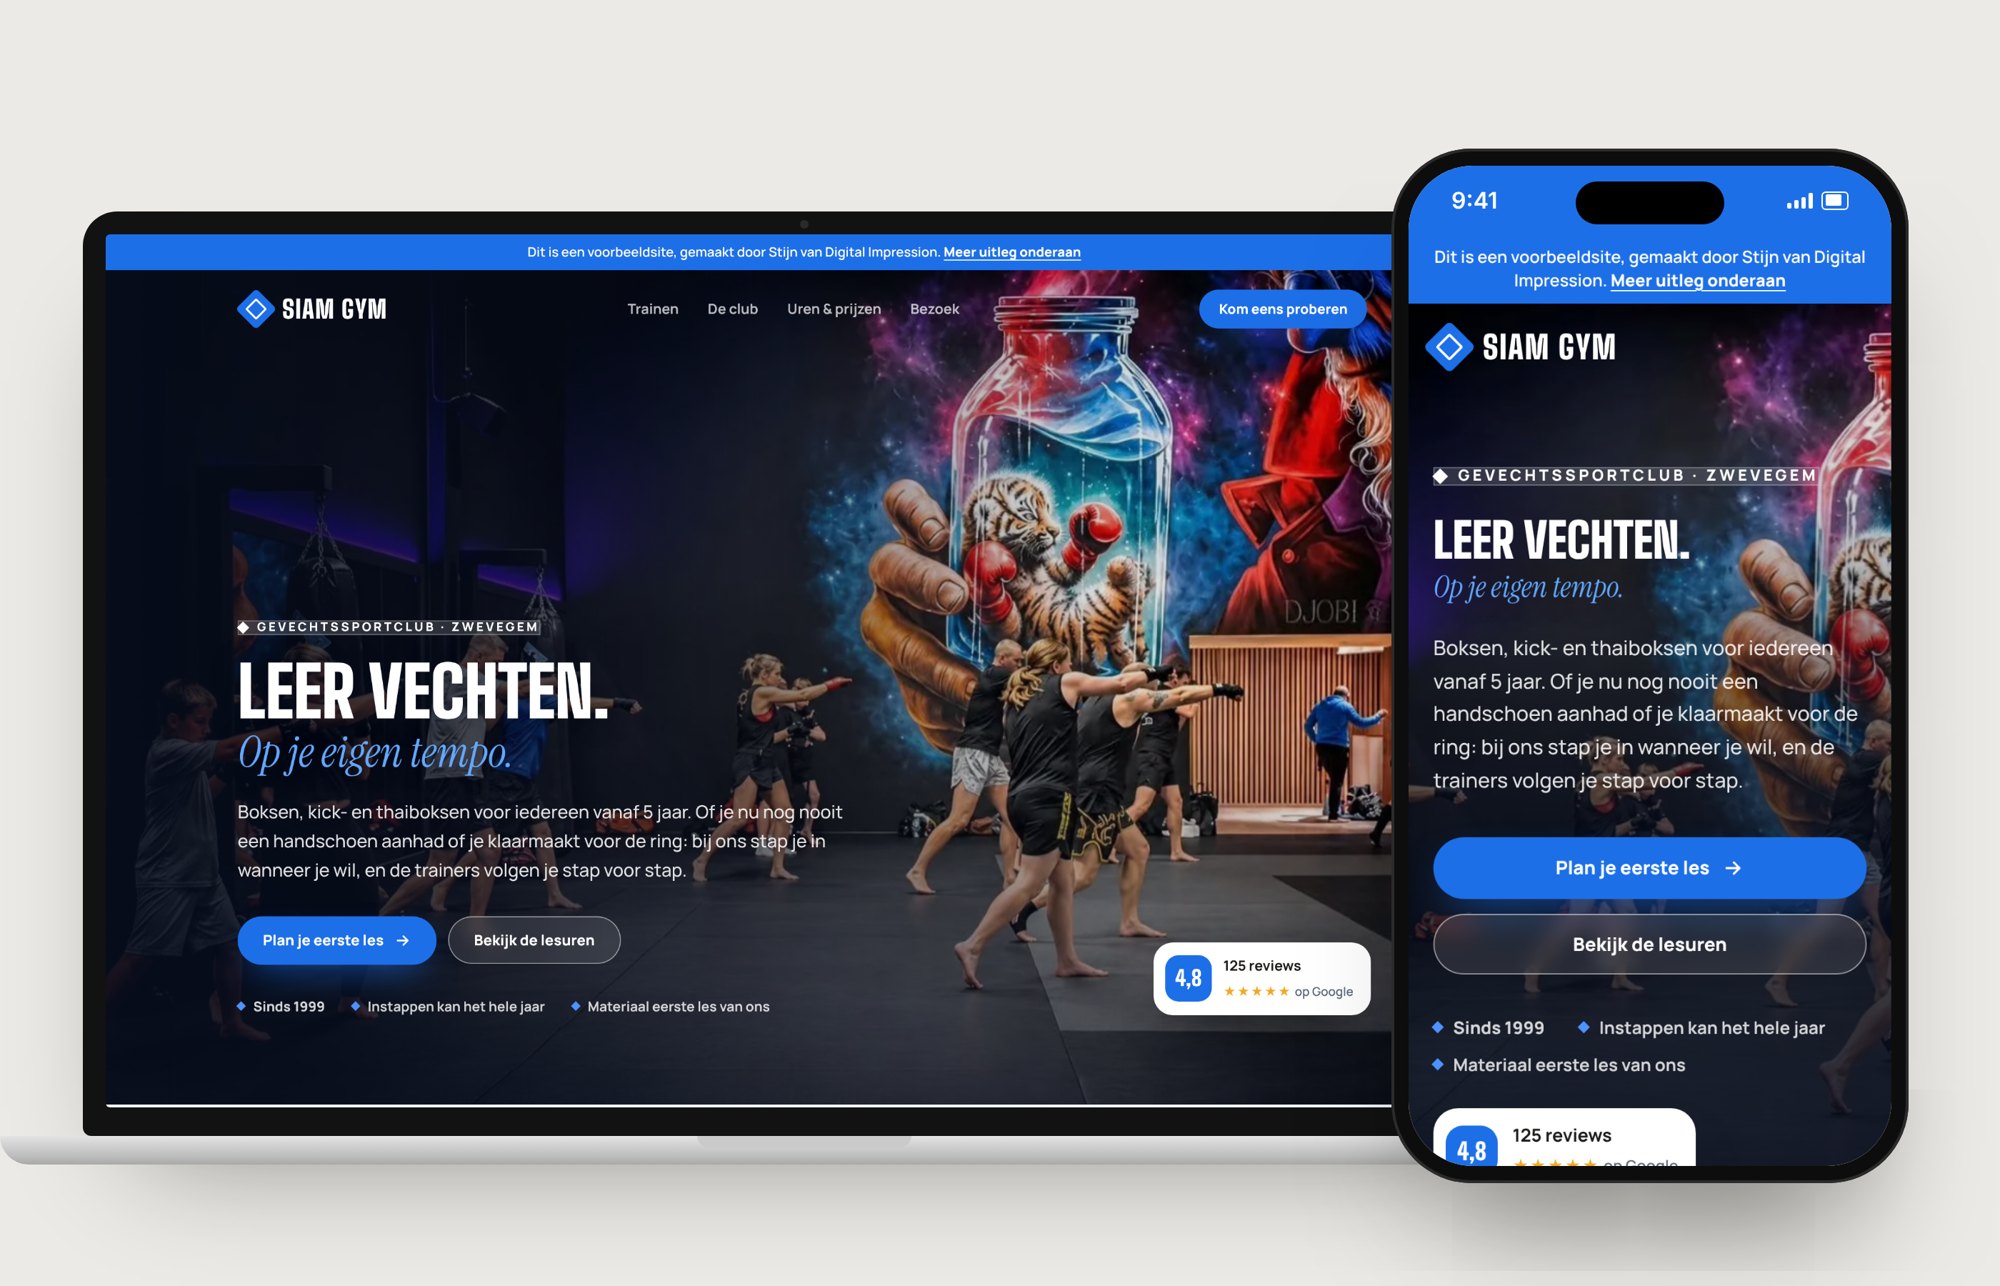 Dit is een voorbeeldsite, gemaakt door Stijn van Digital Impression. Meer uitleg onderaan
SIAM GYM
Trainen
De club
Uren & prijzen
Bezoek
Kom eens proberen
DJOBI
GEVECHTSSPORTCLUB · ZWEVEGEM
LEER VECHTEN.
Op je eigen tempo.
Boksen, kick- en thaiboksen voor iedereen vanaf 5 jaar. Of je nu nog nooit
een handschoen aanhad of je klaarmaakt voor de ring: bij ons stap je in
wanneer je wil, en de trainers volgen je stap voor stap.
Plan je eerste les →
Bekijk de lesuren
Sinds 1999
Instappen kan het hele jaar
Materiaal eerste les van ons
4,8
125 reviews
★★★★★ op Google
9:41
Dit is een voorbeeldsite, gemaakt door Stijn van Digital
Impression. Meer uitleg onderaan
SIAM GYM
GEVECHTSSPORTCLUB · ZWEVEGEM
LEER VECHTEN.
Op je eigen tempo.
Boksen, kick- en thaiboksen voor iedereen
vanaf 5 jaar. Of je nu nog nooit een
handschoen aanhad of je klaarmaakt voor de
ring: bij ons stap je in wanneer je wil, en de
trainers volgen je stap voor stap.
Plan je eerste les →
Bekijk de lesuren
Sinds 1999
Instappen kan het hele jaar
Materiaal eerste les van ons
4,8
125 reviews
★★★★★ op Google